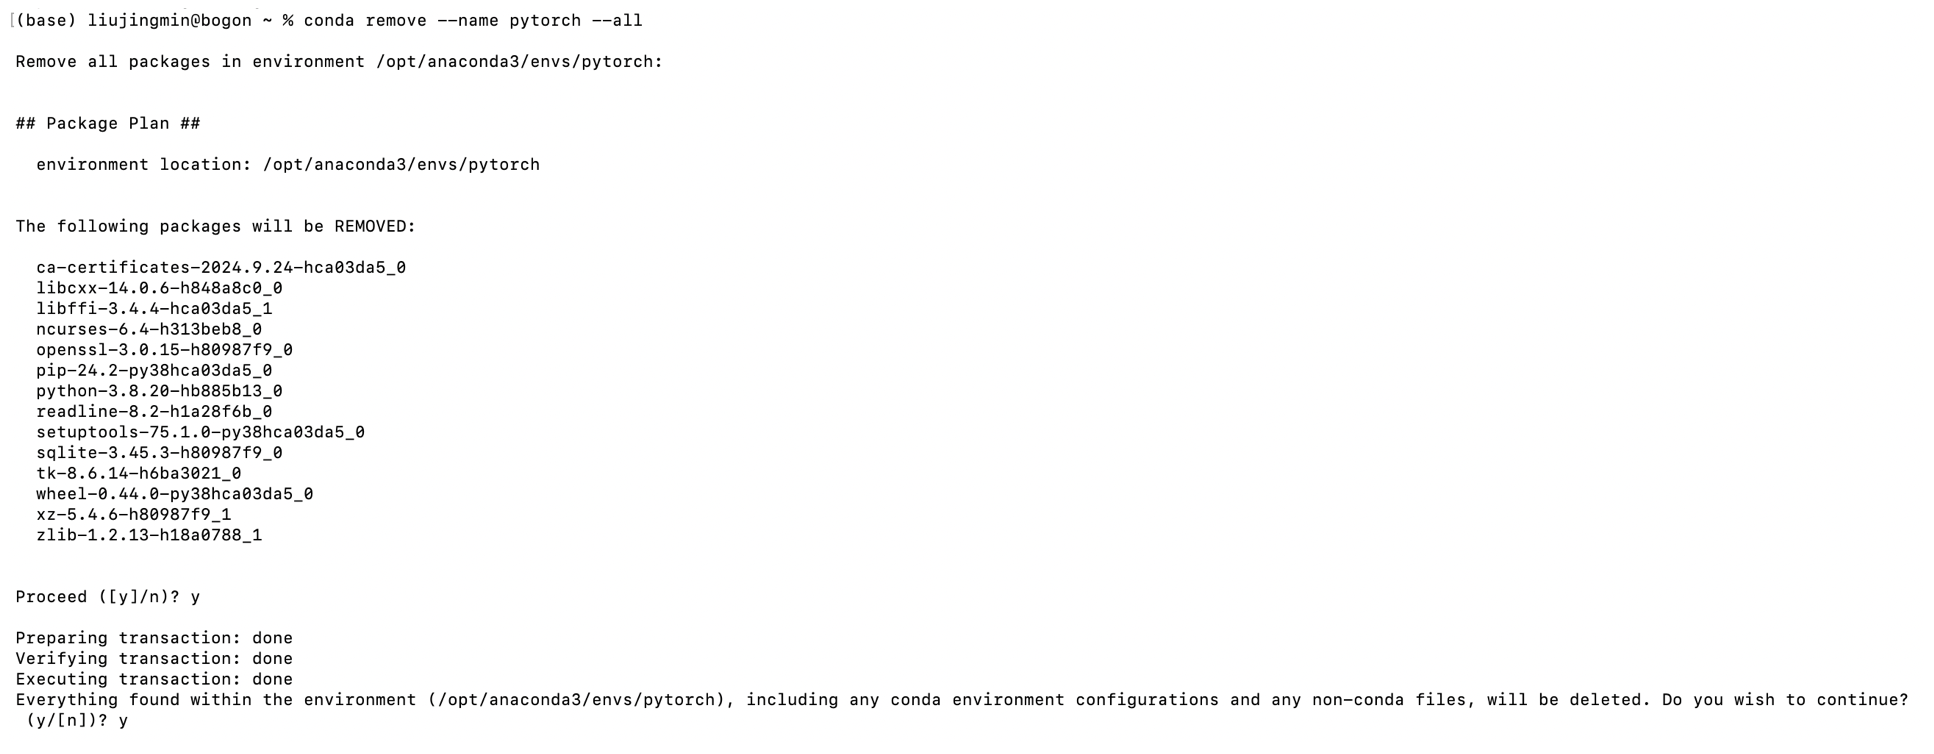 [(base) liujingmin@bogon ~ % conda remove --name pytorch --all
Remove all packages in environment /opt/anaconda3/envs/pytorch:
## Package Plan ##
environment location: /opt/anaconda3/envs/pytorch
The following packages will be REMOVED:
ca-certificates-2024.9.24-hca03da5_0
libcxx-14.0.6-h848a8c0_0
libffi-3.4.4-hca03da5_1
ncurses-6.4-h313beb8_0
openssl-3.0.15-h80987f9_0
pip-24.2-py38hca03da5_0
python-3.8.20-hb885b13_0
readline-8.2-h1a28f6b_0
setuptools-75.1.0-py38hca03da5_0
sqlite-3.45.3-h80987f9_0
tk-8.6.14-h6ba3021_0
wheel-0.44.0-py38hca03da5_0
xz-5.4.6-h80987f9_1
zlib-1.2.13-h18a0788_1
Proceed ([y]/n)? y
Preparing transaction: done
Verifying transaction: done
Executing transaction: done
Everything found within the environment (/opt/anaconda3/envs/pytorch), including any conda environment configurations and any non-conda files, will be deleted. Do you wish to continue?
(y/[n])? y